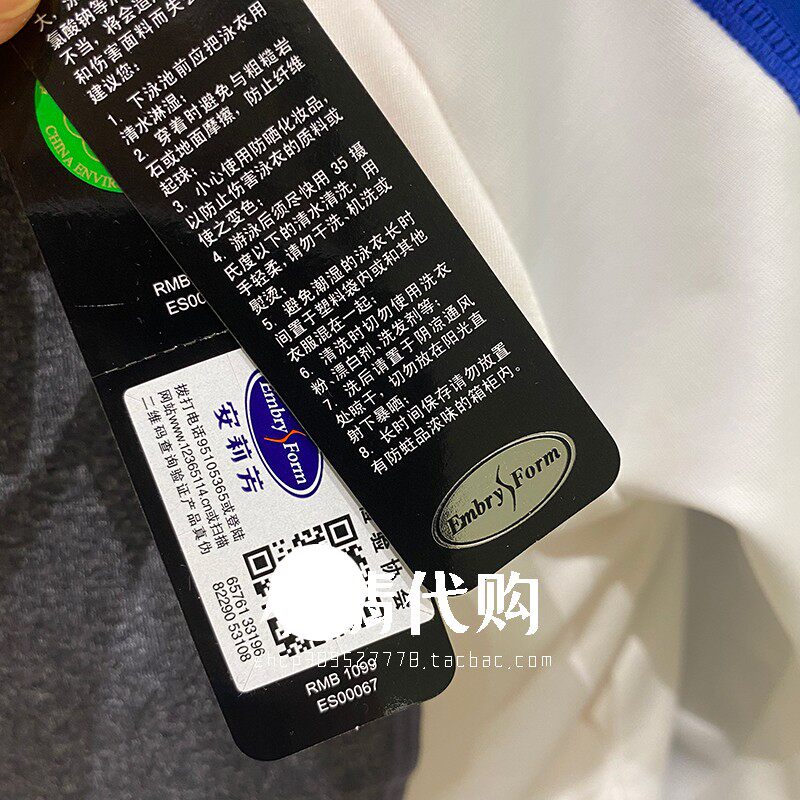 大，
氯酸钠等
不当，将会造
和伤害面料而失去
建议您：
1. 下泳池前应把泳衣用
清水淋湿；
2. 穿着时避免与粗糙岩
石或地面摩擦，防止纤维
起球；
3. 小心使用防晒化妆品，
以防止伤害泳衣的质料或
使之变色；
4. 游泳后须尽快用 35 摄
氏度以下的清水清洗，用
手轻柔，请勿干洗、机洗或
熨烫；
5. 避免潮湿的泳衣长时
间置于塑料袋内或和其他
衣服混在一起；
6. 清洗时切勿使用洗衣
粉、漂白剂、洗发剂等；
7. 洗后请置于阴凉通风
处晾干，切勿放在阳光直
射下暴晒；
8. 长时间保存请勿放置
有防蛀品浓味的箱柜内。
Embry Form
CHINA ENVIR
RMB
ES00
Embry Form
安莉芳
拨打电话95105365或登陆
网站www.12365114.cn或扫描
二维码查询验证产品真伪
65761 33196
82290 53108
验协会
RMB 1099
ES00067
清代购
zhcp989527778.taobao.com